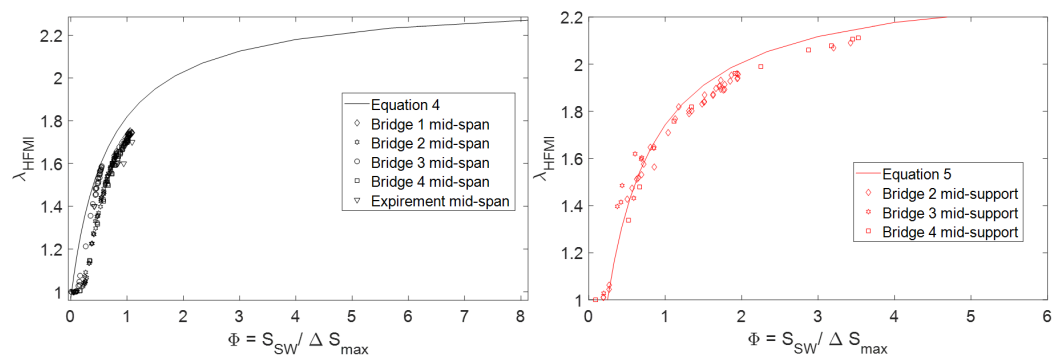 2.2
2
1.8
1.6
1.4
1.2
1
λHFMI
Equation 4
Bridge 1 mid-span
Bridge 2 mid-span
Bridge 3 mid-span
Bridge 4 mid-span
Expirement mid-span
0 1 2 3 4 5 6 7 8
Φ = SSW/ Δ Smax
2.2
2
1.8
1.6
1.4
1.2
1
λHFMI
Equation 5
Bridge 2 mid-support
Bridge 3 mid-support
Bridge 4 mid-support
0 1 2 3 4 5 6
Φ = SSW/ Δ Smax